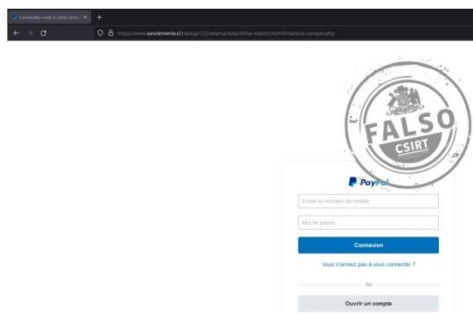 Connectez-vous à votre compt
FALSO
CSIRT
PayPal
Email ou numéro de mobile
Mot de passe
Connexion
Vous n'arrivez pas à vous connecter ?
ou
Ouvrir un compte